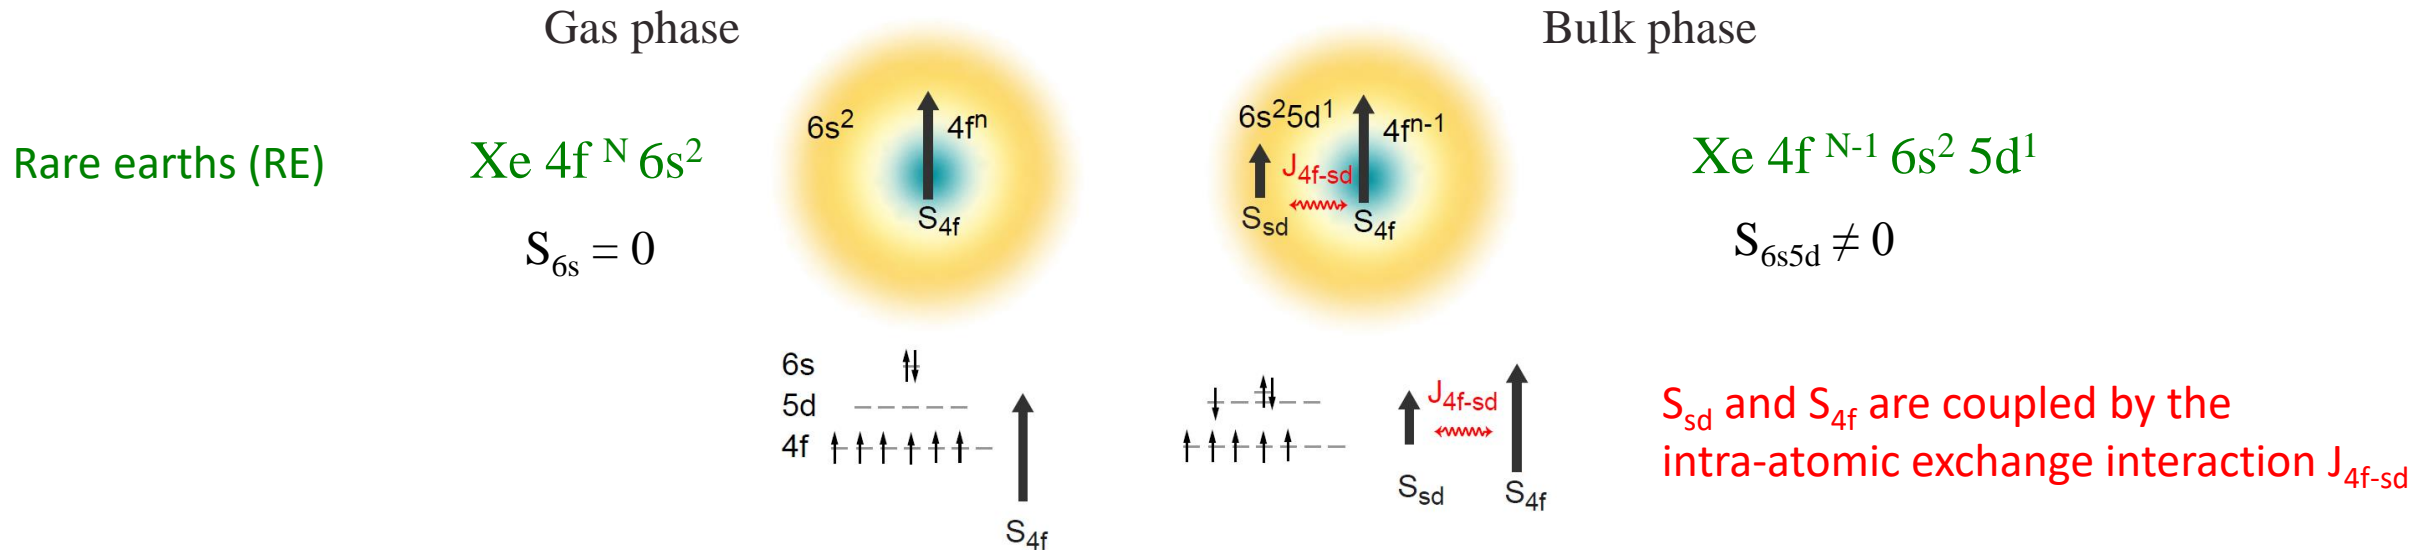 Gas phase
Bulk phase
Rare earths (RE)
Xe 4f N 6s2
6s2
4fn
S4f
6s25d1
4fn-1
J4f-sd
Ssd
S4f
Xe 4f N-1 6s2 5d1
S6s = 0
S6s5d ≠ 0
6s
5d
4f
S4f
J4f-sd
Ssd
S4f
Ssd and S4f are coupled by the
intra-atomic exchange interaction J4f-sd